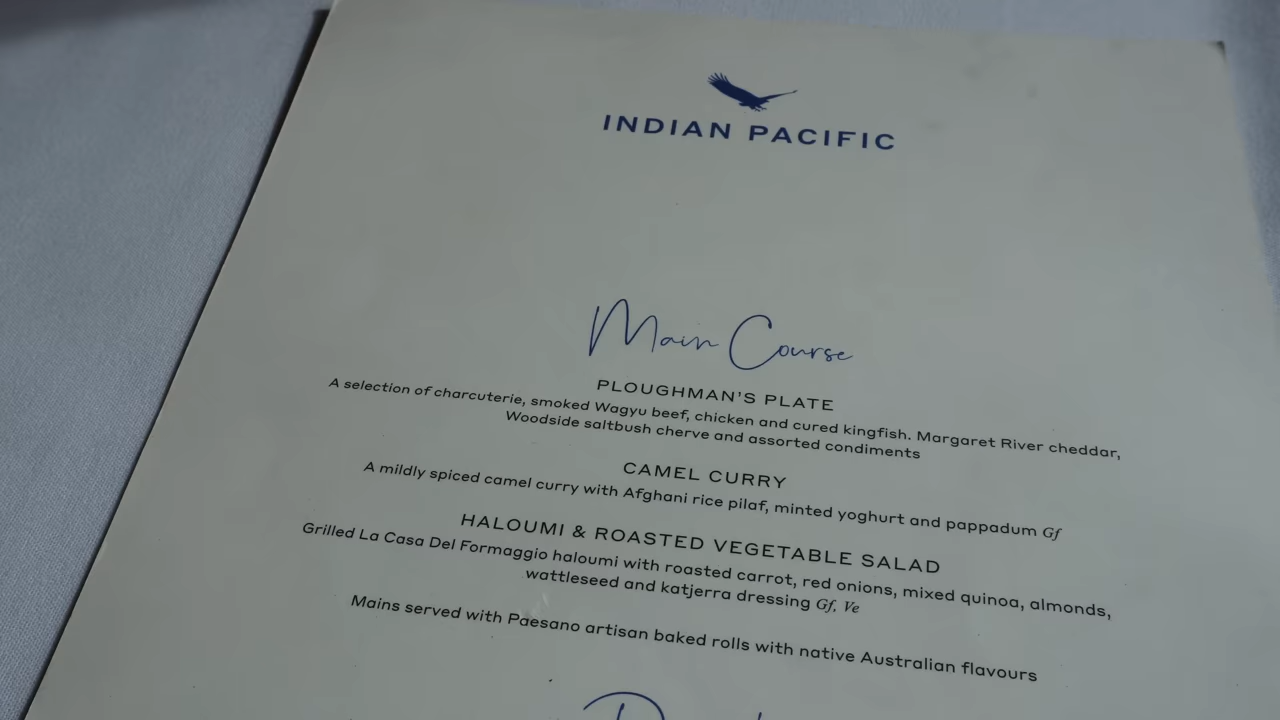 INDIAN PACIFIC
Main Course
PLOUGHMAN'S PLATE
A selection of charcuterie, smoked Wagyu beef, chicken and cured kingfish. Margaret River cheddar,
Woodside saltbush cherve and assorted condiments
CAMEL CURRY
A mildly spiced camel curry with Afghani rice pilaf, minted yoghurt and pappadum Gf
HALOUMI & ROASTED VEGETABLE SALAD
Grilled La Casa Del Formaggio haloumi with roasted carrot, red onions, mixed quinoa, almonds,
wattleseed and katjerra dressing Gf, Ve
Mains served with Paesano artisan baked rolls with native Australian flavours